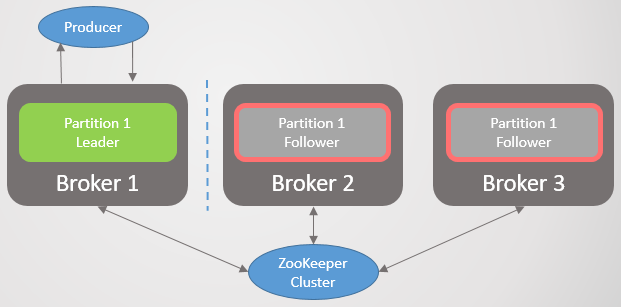 Producer
Partition 1
Leader
Broker 1
Partition 1
Follower
Broker 2
Partition 1
Follower
Broker 3
ZooKeeper
Cluster